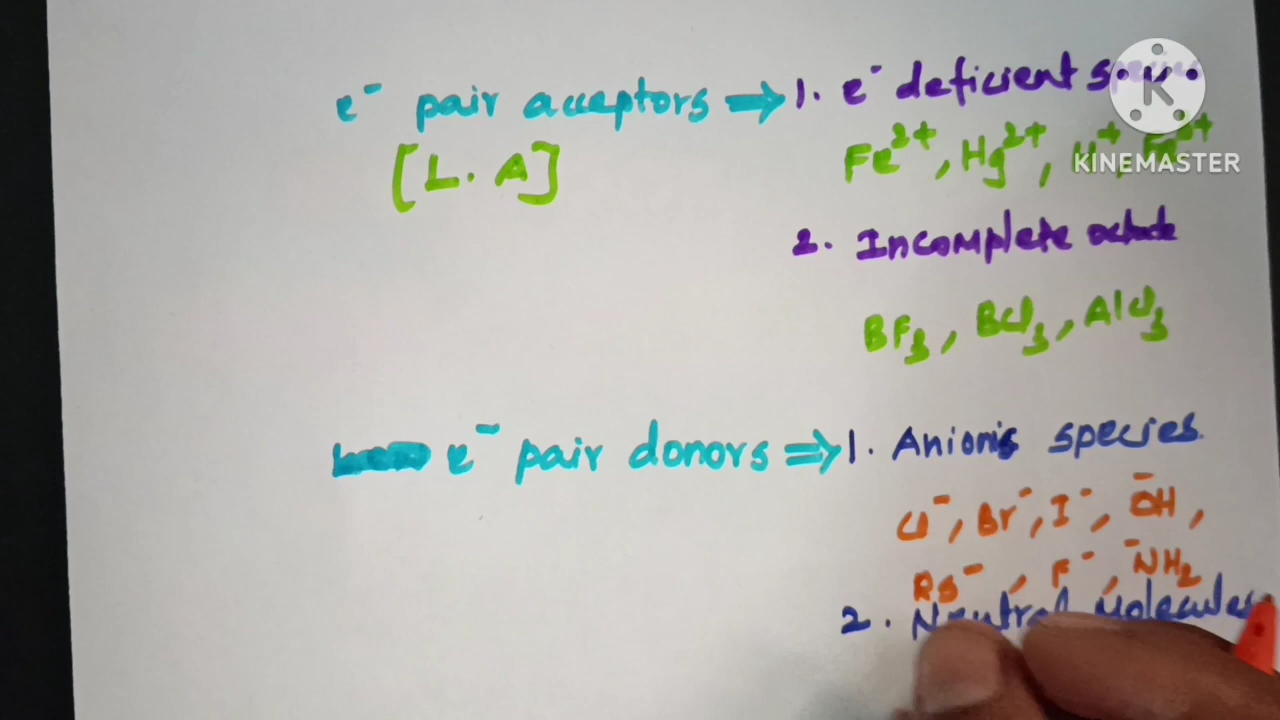 e⁻ pair acceptors ⇒ 1. e⁻ deficient
[L. A]
Fe²⁺, Hg²⁺,
K
KINEMASTER
2. Incomplete
BF₃, BCl₃, AlCl₃
e⁻ pair donors ⇒ 1. Anionic species
Cl⁻, Br⁻, I⁻, ⁻OH,
RS⁻, F⁻, ⁻NH₂
2. Neutral Molecules